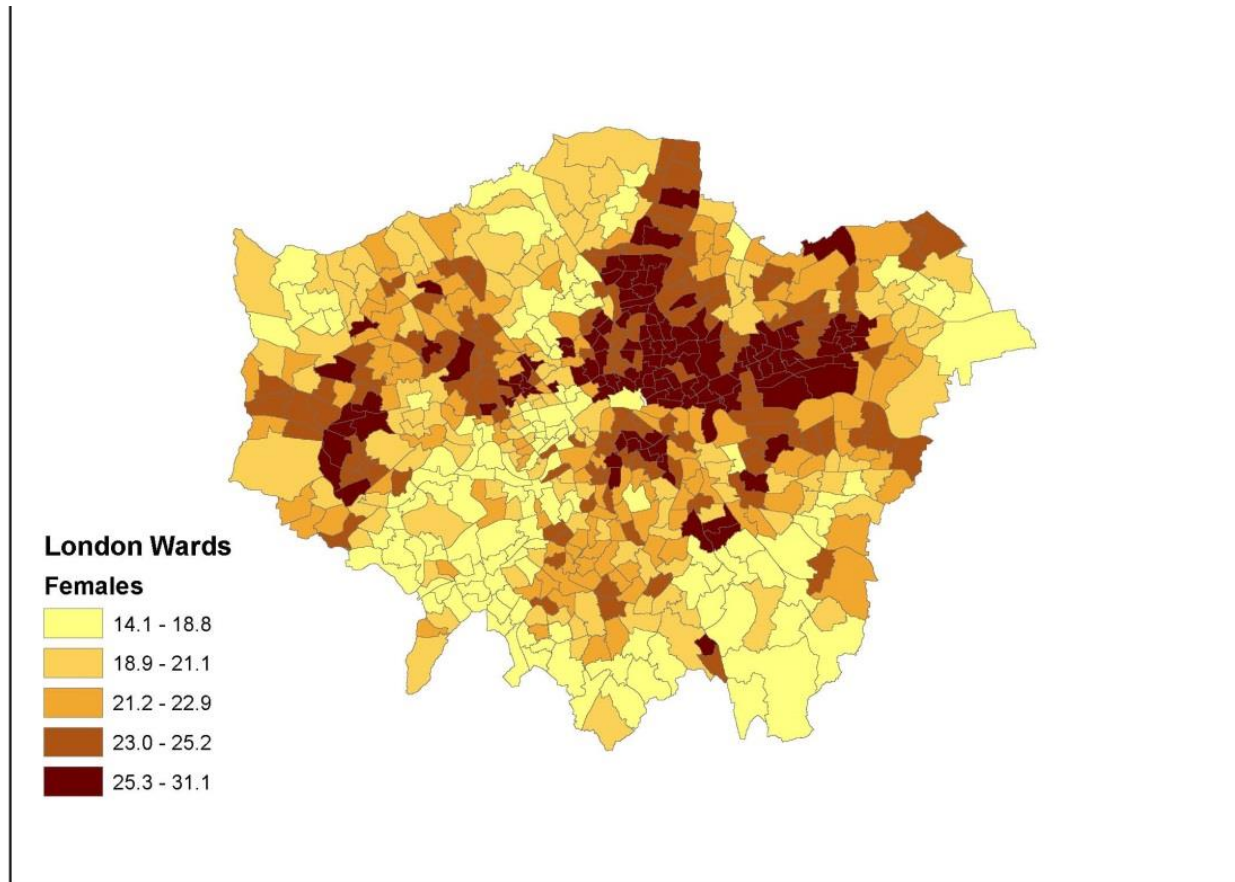 London Wards
Females
14.1 - 18.8
18.9 - 21.1
21.2 - 22.9
23.0 - 25.2
25.3 - 31.1